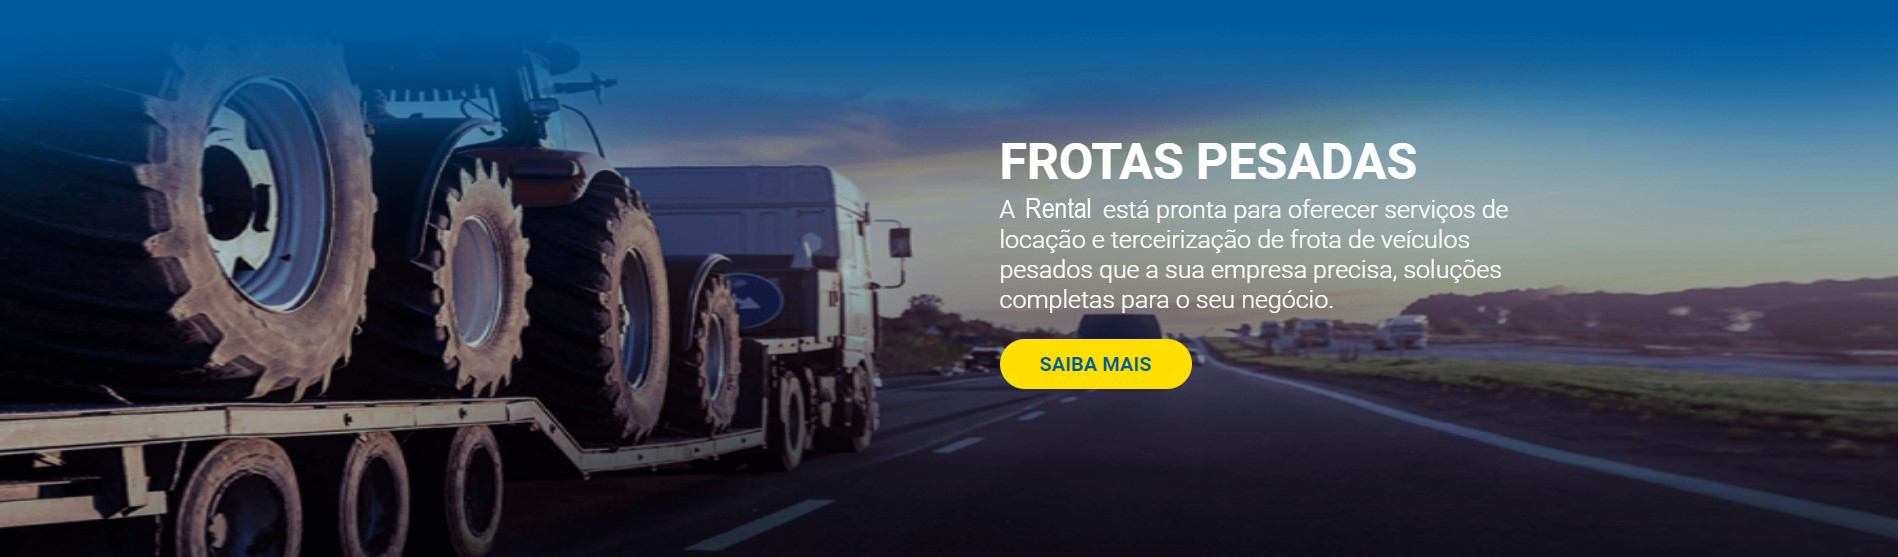 FROTAS PESADAS
A Rental está pronta para oferecer serviços de
locação e terceirização de frota de veículos
pesados que a sua empresa precisa, soluções
completas para o seu negócio.
SAIBA MAIS